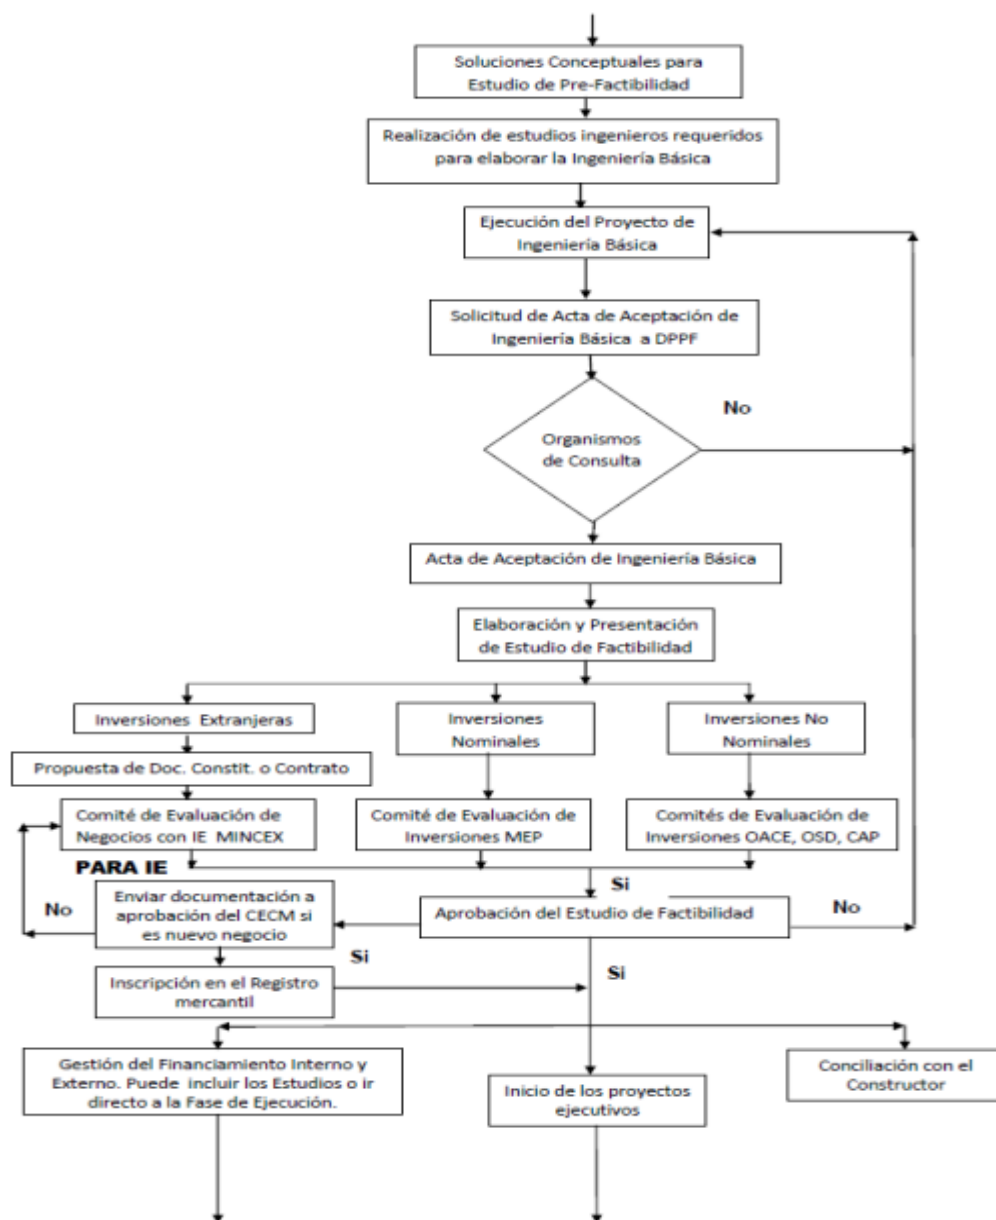 Soluciones Conceptuales para
Estudio de Pre-Factibilidad
Realización de estudios ingenieros requeridos
para elaborar la Ingeniería Básica
Ejecución del Proyecto de
Ingeniería Básica
Solicitud de Acta de Aceptación de
Ingeniería Básica a DPPF
No
Organismos
de Consulta
Acta de Aceptación de Ingeniería Básica
Elaboración y Presentación
de Estudio de Factibilidad
Inversiones Extranjeras
Inversiones
Nominales
Inversiones No
Nominales
Propuesta de Doc. Constit. o Contrato
Comité de Evaluación de
Negocios con IE MINCEX
Comité de Evaluación de
Inversiones MEP
Comités de Evaluación de
Inversiones OACE, OSD, CAP
PARA IE
Si
No
Enviar documentación a
aprobación del CECM si
es nuevo negocio
Aprobación del Estudio de Factibilidad
No
Si
Si
Inscripción en el Registro
mercantil
Gestión del Financiamiento Interno y
Externo. Puede incluir los Estudios o ir
directo a la Fase de Ejecución.
Inicio de los proyectos
ejecutivos
Conciliación con el
Constructor